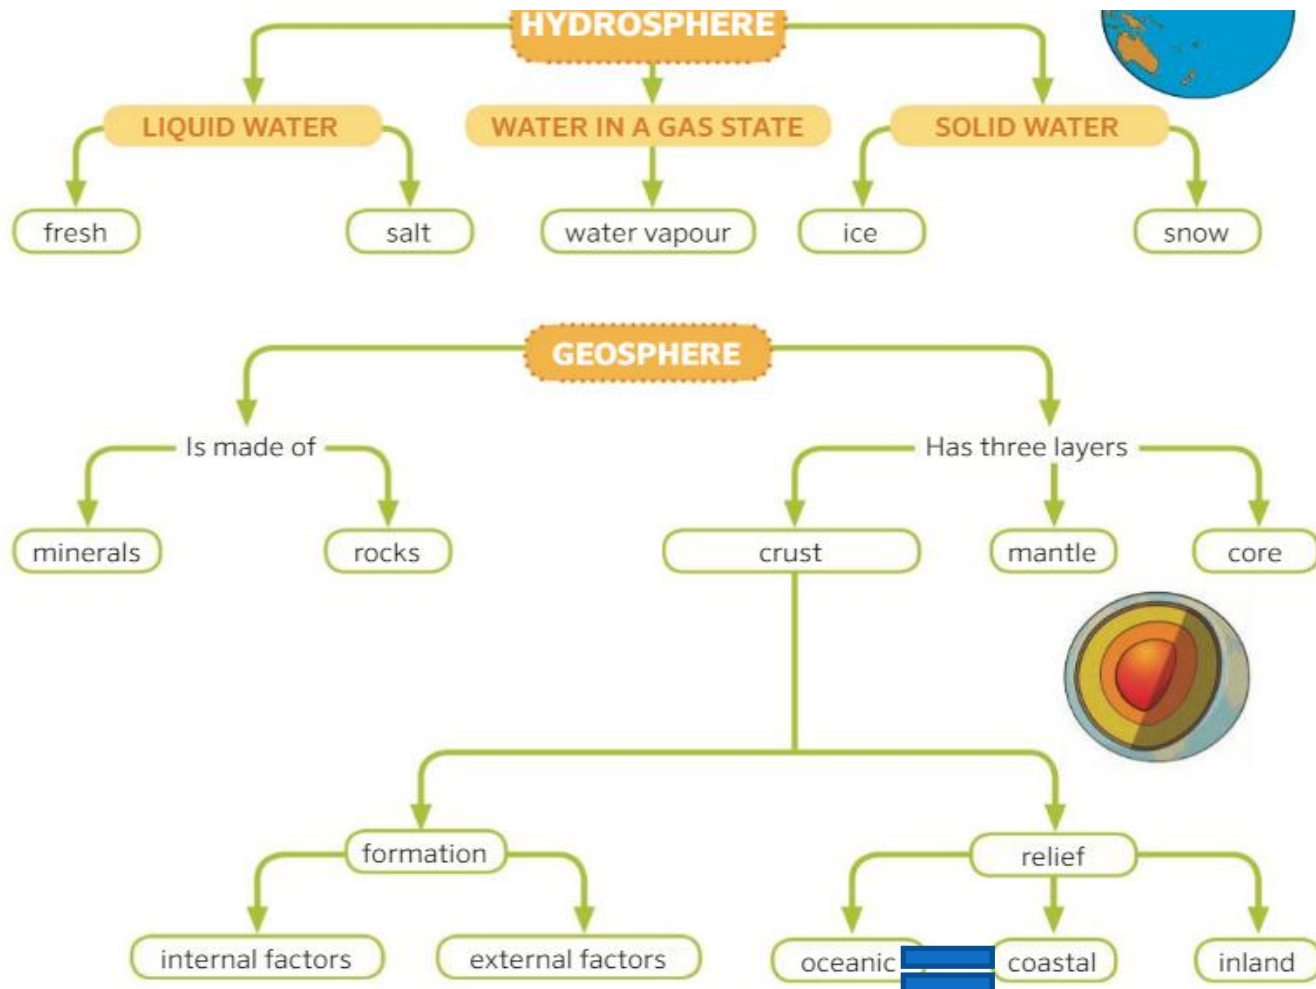 HYDROSPHERE
LIQUID WATER
WATER IN A GAS STATE
SOLID WATER
fresh
salt
water vapour
ice
snow
GEOSPHERE
Is made of
Has three layers
minerals
rocks
crust
mantle
core
formation
relief
internal factors
external factors
oceanic
coastal
inland